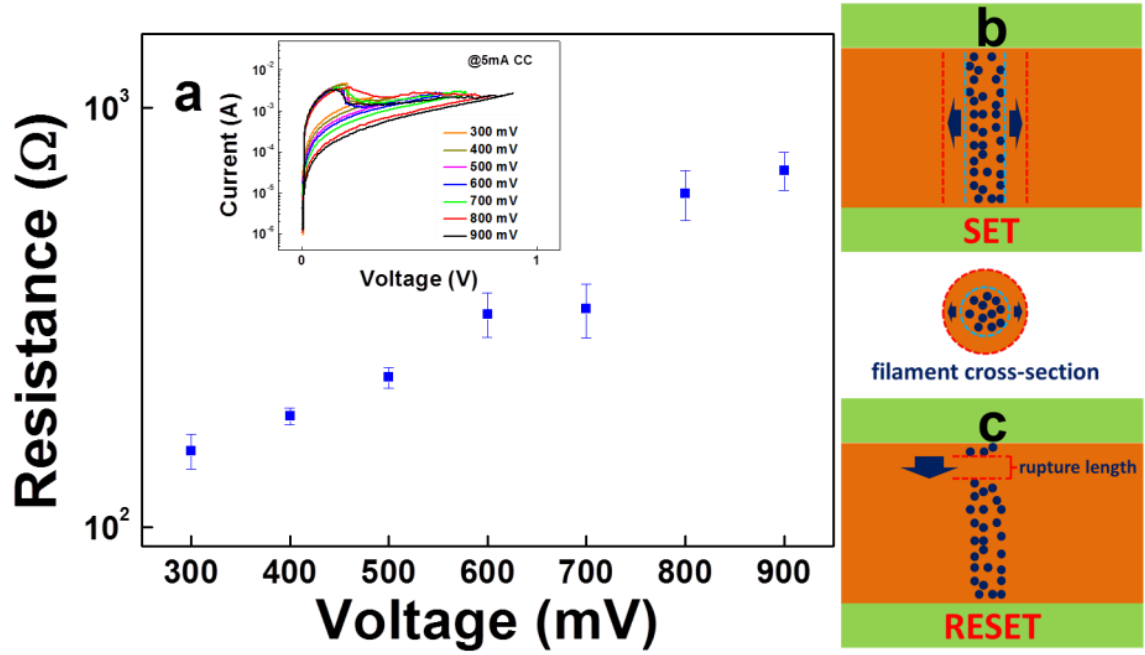 a
Resistance (Ω)
10³
10²
300 400 500 600 700 800 900
Voltage (mV)
@5mA CC
Current (A)
10⁻²
10⁻³
10⁻⁴
10⁻⁵
10⁻⁶
300 mV
400 mV
500 mV
600 mV
700 mV
800 mV
900 mV
0 1
Voltage (V)
b
SET
filament cross-section
c
rupture length
RESET